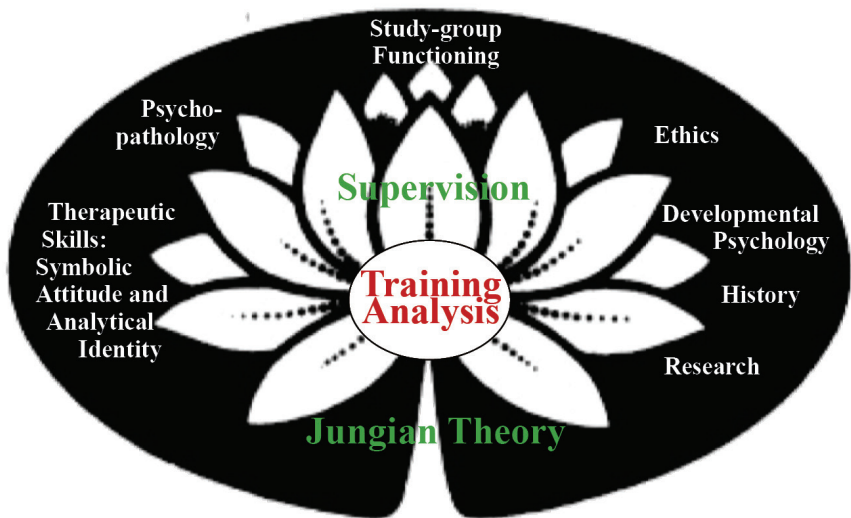 Study-group
Functioning
Psycho-
pathology
Ethics
Supervision
Therapeutic
Skills:
Symbolic
Attitude and
Analytical
Identity
Developmental
Psychology
Training
Analysis
History
Research
Jungian Theory